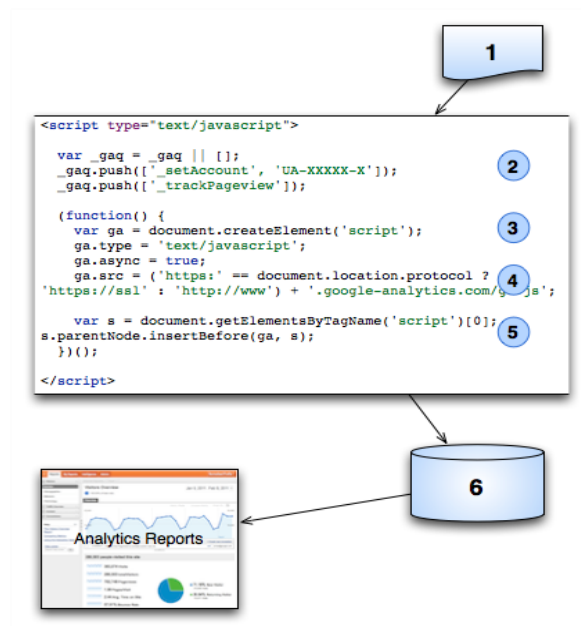 1
<script type="text/javascript">
var _gaq = _gaq || [];
_gaq.push(['_setAccount', 'UA-XXXXX-X']);
2
_gaq.push(['_trackPageview']);
(function() {
var ga = document.createElement('script');
3
ga.type = 'text/javascript';
ga.async = true;
ga.src = ('https:' == document.location.protocol ?
4
'https://ssl' : 'http://www') + '.google-analytics.com/
var s = document.getElementsByTagName('script')[0];
5
s.parentNode.insertBefore(ga, s);
})();
</script>
6
Visitors Overview
Analytics Reports